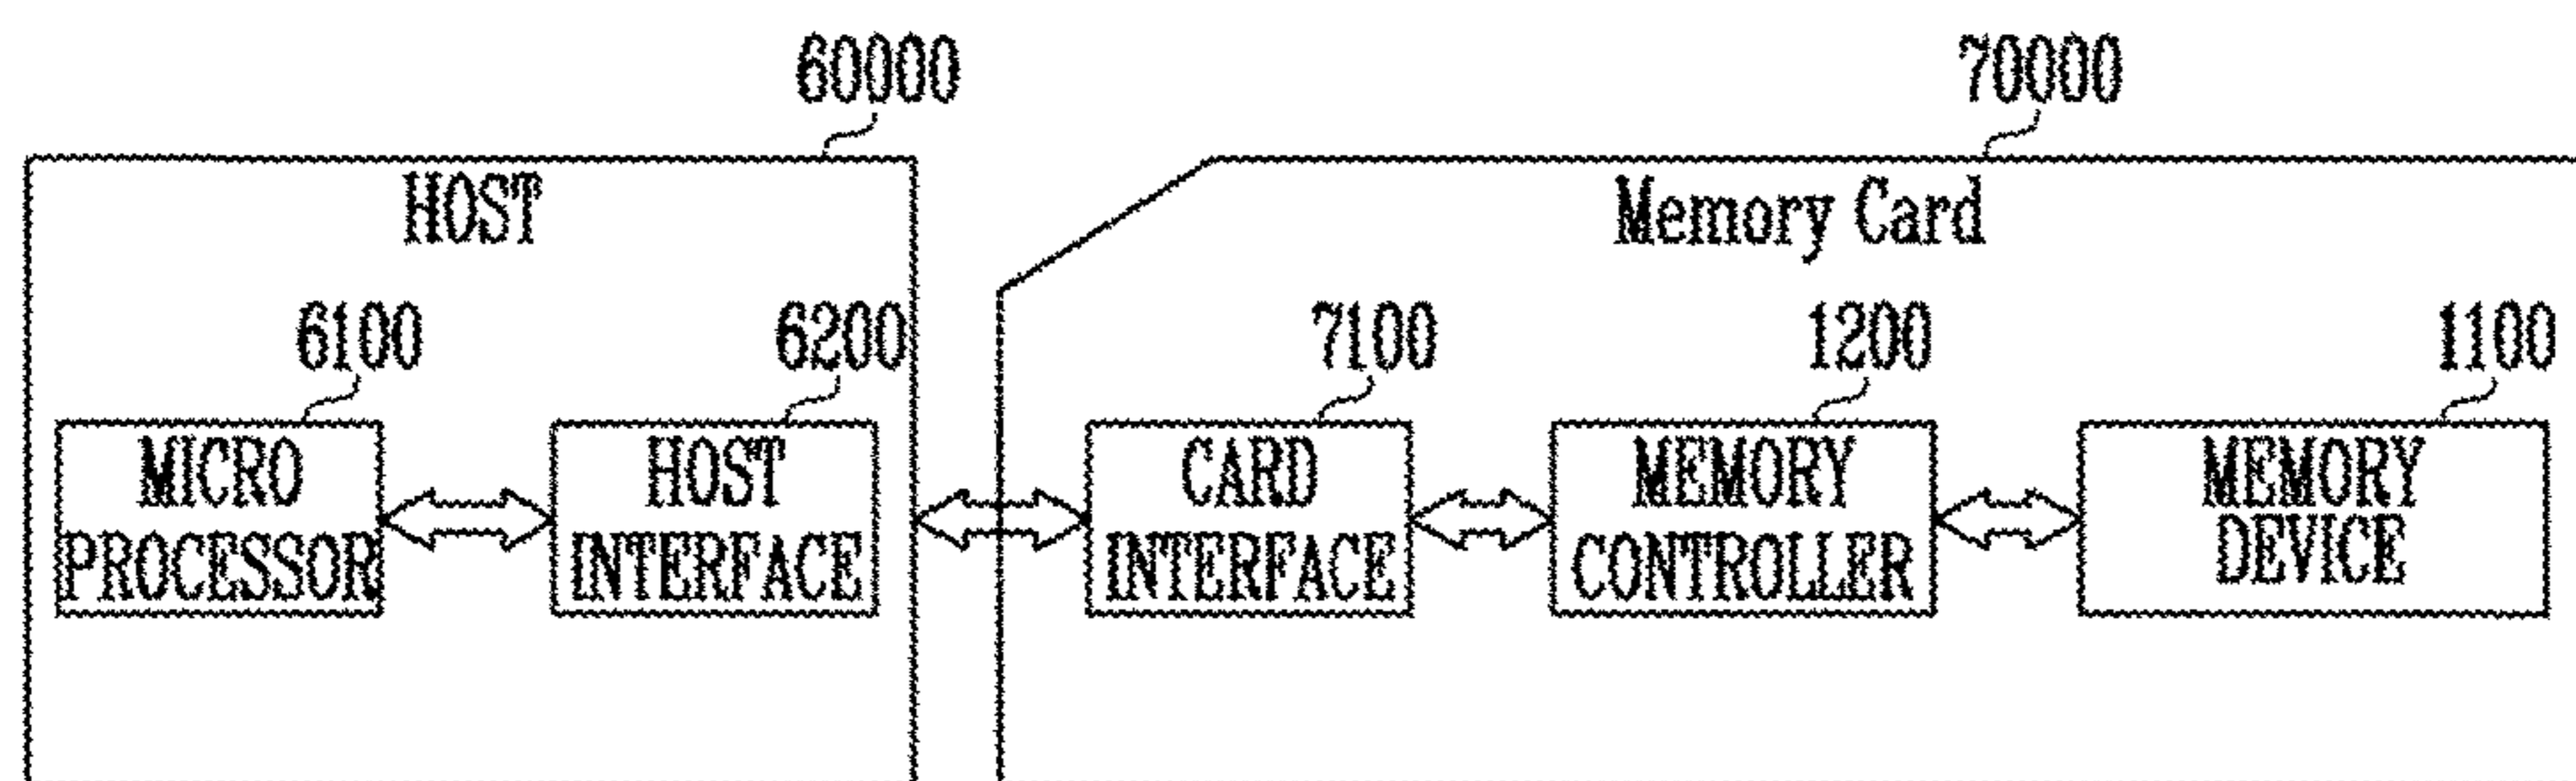 60000
70000
HOST
Memory Card
6100
6200
7100
1200
1100
MICRO
PROCESSOR
HOST
INTERFACE
CARD
INTERFACE
MEMORY
CONTROLLER
MEMORY
DEVICE